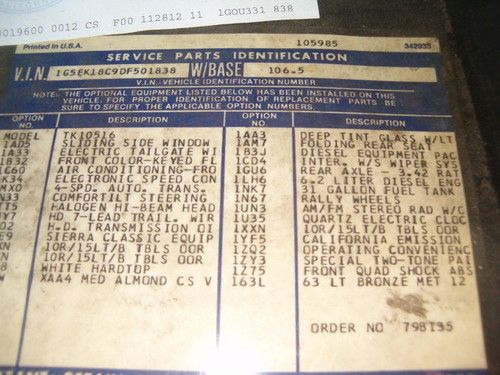 0019600 0012 CS F00 112812 11 1GOU331 838
Printed in U.S.A. 105985 342935
SERVICE PARTS IDENTIFICATION
V.I.N. 1G5EK18C9DF501838 W/BASE 106.5
V.I.N.-VEHICLE IDENTIFICATION NUMBER
NOTE: THE OPTIONAL EQUIPMENT LISTED BELOW HAS BEEN INSTALLED ON THIS
VEHICLE. FOR PROPER IDENTIFICATION OF REPLACEMENT PARTS BE
SURE TO SPECIFY THE APPLICABLE OPTION NUMBERS.
OPTION NO. DESCRIPTION OPTION NO. DESCRIPTION
MODEL TK10516 1AA3 DEEP TINT GLASS W/LT
1AD5 SLIDING SIDE WINDOW 1AM7 FOLDING REAR SEAT
1A33 ELECTRIC TAILGATE WI 1B3J DIESEL EQUIPMENT PAC
1B32 FRONT COLOR-KEYED FL 1CD4 INTER. W/S WIPER SYS
1C60 AIR CONDITIONING-FRO 1GU6 REAR AXLE - 3.42 RAT
K34 ELECTRONIC SPEED CON 1LH6 6.2 LITER DIESEL ENG
MX0 4-SPD. AUTO. TRANS. 1NK7 31 GALLON FUEL TANK
N33 COMFORTILT STEERING 1N67 RALLY WHEELS
T5 HALOGEN HI-BEAM HEAD 1UN3 AM/FM STEREO RAD W/C
Y7 HD 7-LEAD TRAIL. WIR 1U35 QUARTZ ELECTRIC CLOC
02 H.D. TRANSMISSION OI 1XXN 10R/15LT/B TBLS OOR
SIERRA CLASSIC EQUIP 1YF5 CALIFORNIA EMISSION
10R/15LT/B TBLS OOR 1ZQ2 OPERATING CONVENIENC
10R/15LT/B TBLS OOR 1ZY3 SPECIAL TWO-TONE PAI
WHITE HARDTOP 1Z75 FRONT QUAD SHOCK ABS
XAA4 MED ALMOND CS V 163L 63 LT BRONZE MET 12
ORDER NO 79BT35